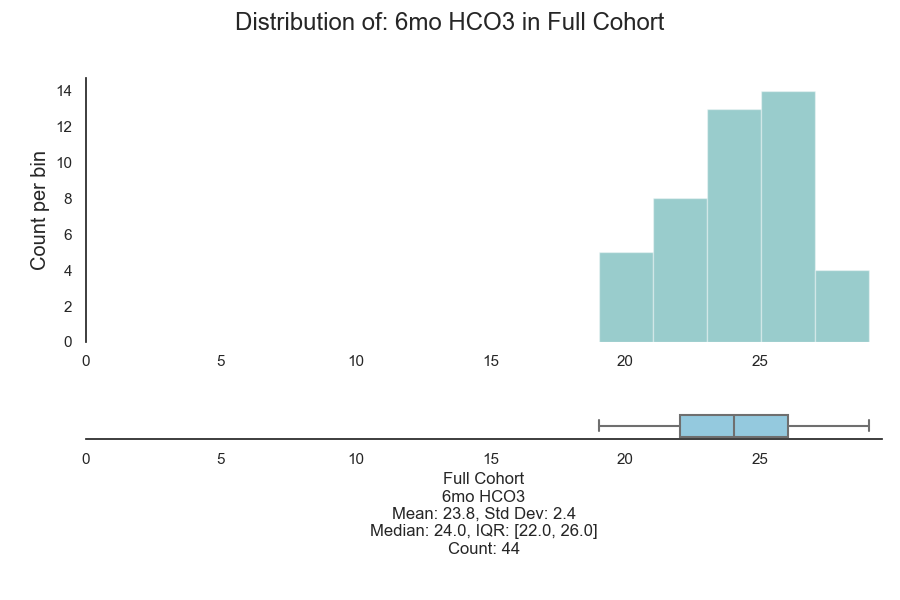 Distribution of: 6mo HCO3 in Full Cohort
Count per bin
14
12
10
8
6
4
2
0
0 5 10 15 20 25
0 5 10 15 20 25
Full Cohort
6mo HCO3
Mean: 23.8, Std Dev: 2.4
Median: 24.0, IQR: [22.0, 26.0]
Count: 44